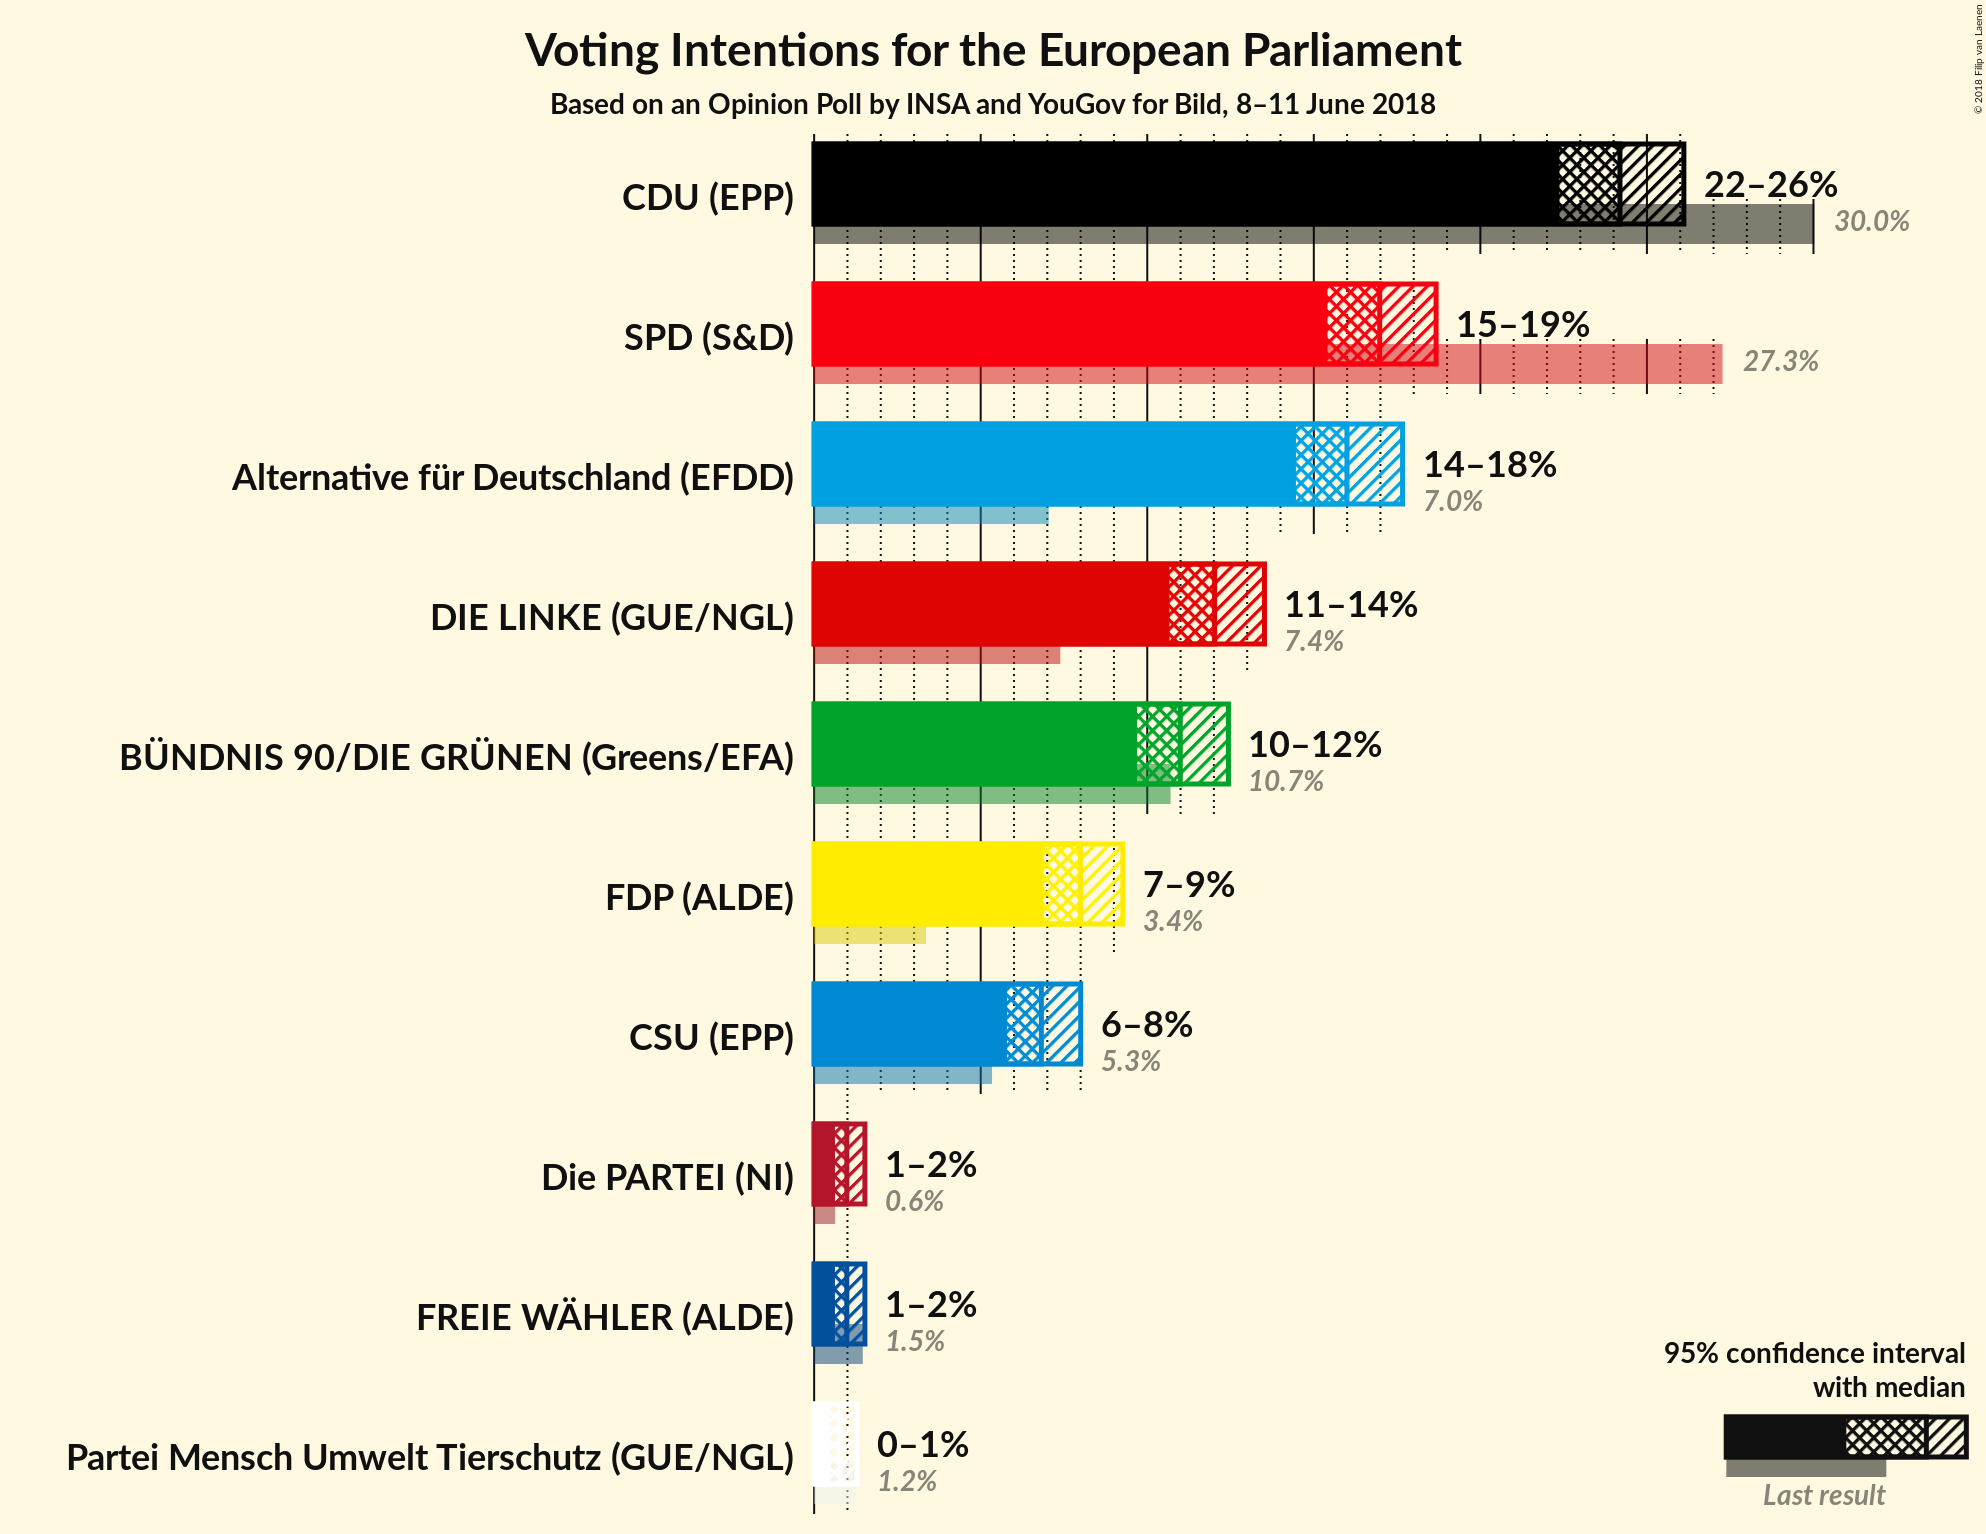 Voting Intentions for the European Parliament
Based on an Opinion Poll by INSA and YouGov for Bild, 8–11 June 2018
© 2018 Filip van Laenen
CDU (EPP)
22–26%
30.0%
SPD (S&D)
15–19%
27.3%
Alternative für Deutschland (EFDD)
14–18%
7.0%
DIE LINKE (GUE/NGL)
11–14%
7.4%
BÜNDNIS 90/DIE GRÜNEN (Greens/EFA)
10–12%
10.7%
FDP (ALDE)
7–9%
3.4%
CSU (EPP)
6–8%
5.3%
Die PARTEI (NI)
1–2%
0.6%
FREIE WÄHLER (ALDE)
1–2%
1.5%
Partei Mensch Umwelt Tierschutz (GUE/NGL)
0–1%
1.2%
95% confidence interval
with median
Last result